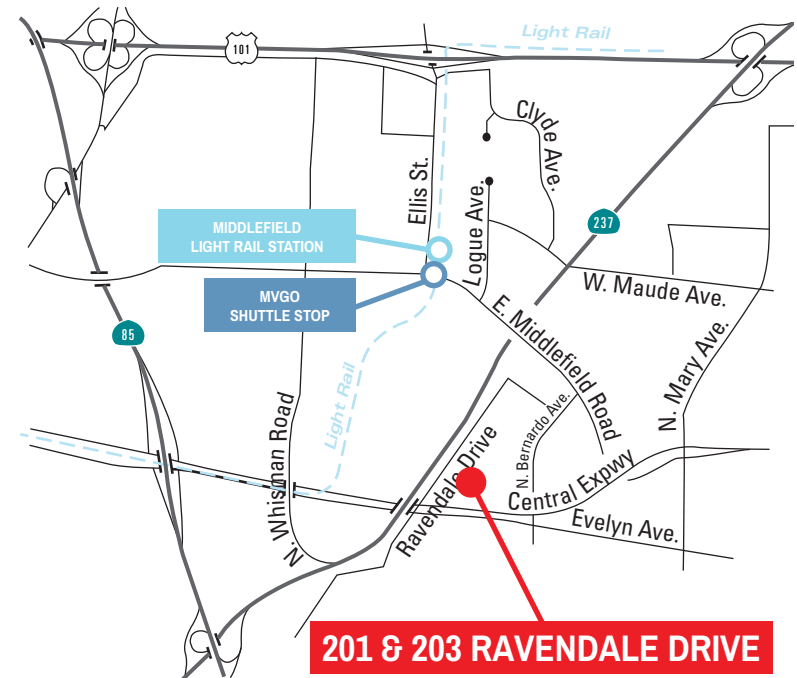 Light Rail
101
Clyde Ave.
Ellis St.
Logue Ave.
MIDDLEFIELD
LIGHT RAIL STATION
237
MVGO
SHUTTLE STOP
W. Maude Ave.
85
E. Middlefield Road
N. Mary Ave.
Light Rail
N. Whisman Road
N. Bernardo Ave.
Ravendale Drive
Central Expwy
Evelyn Ave.
201 & 203 RAVENDALE DRIVE